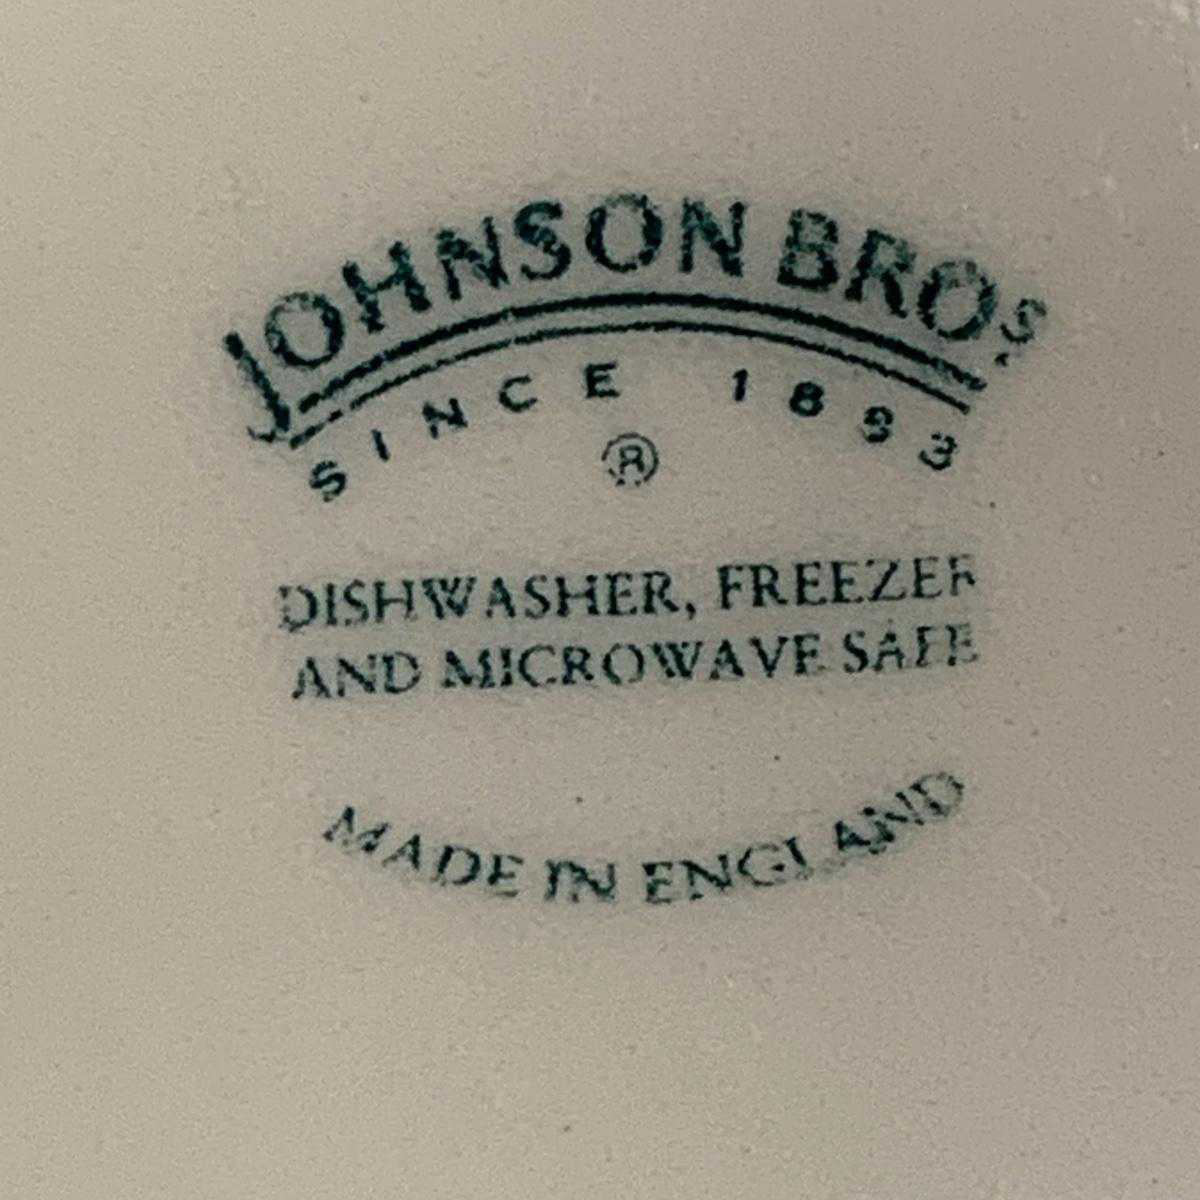 JOHNSON BROS.
SINCE 1883
®
DISHWASHER, FREEZER
AND MICROWAVE SAFE
MADE IN ENGLAND